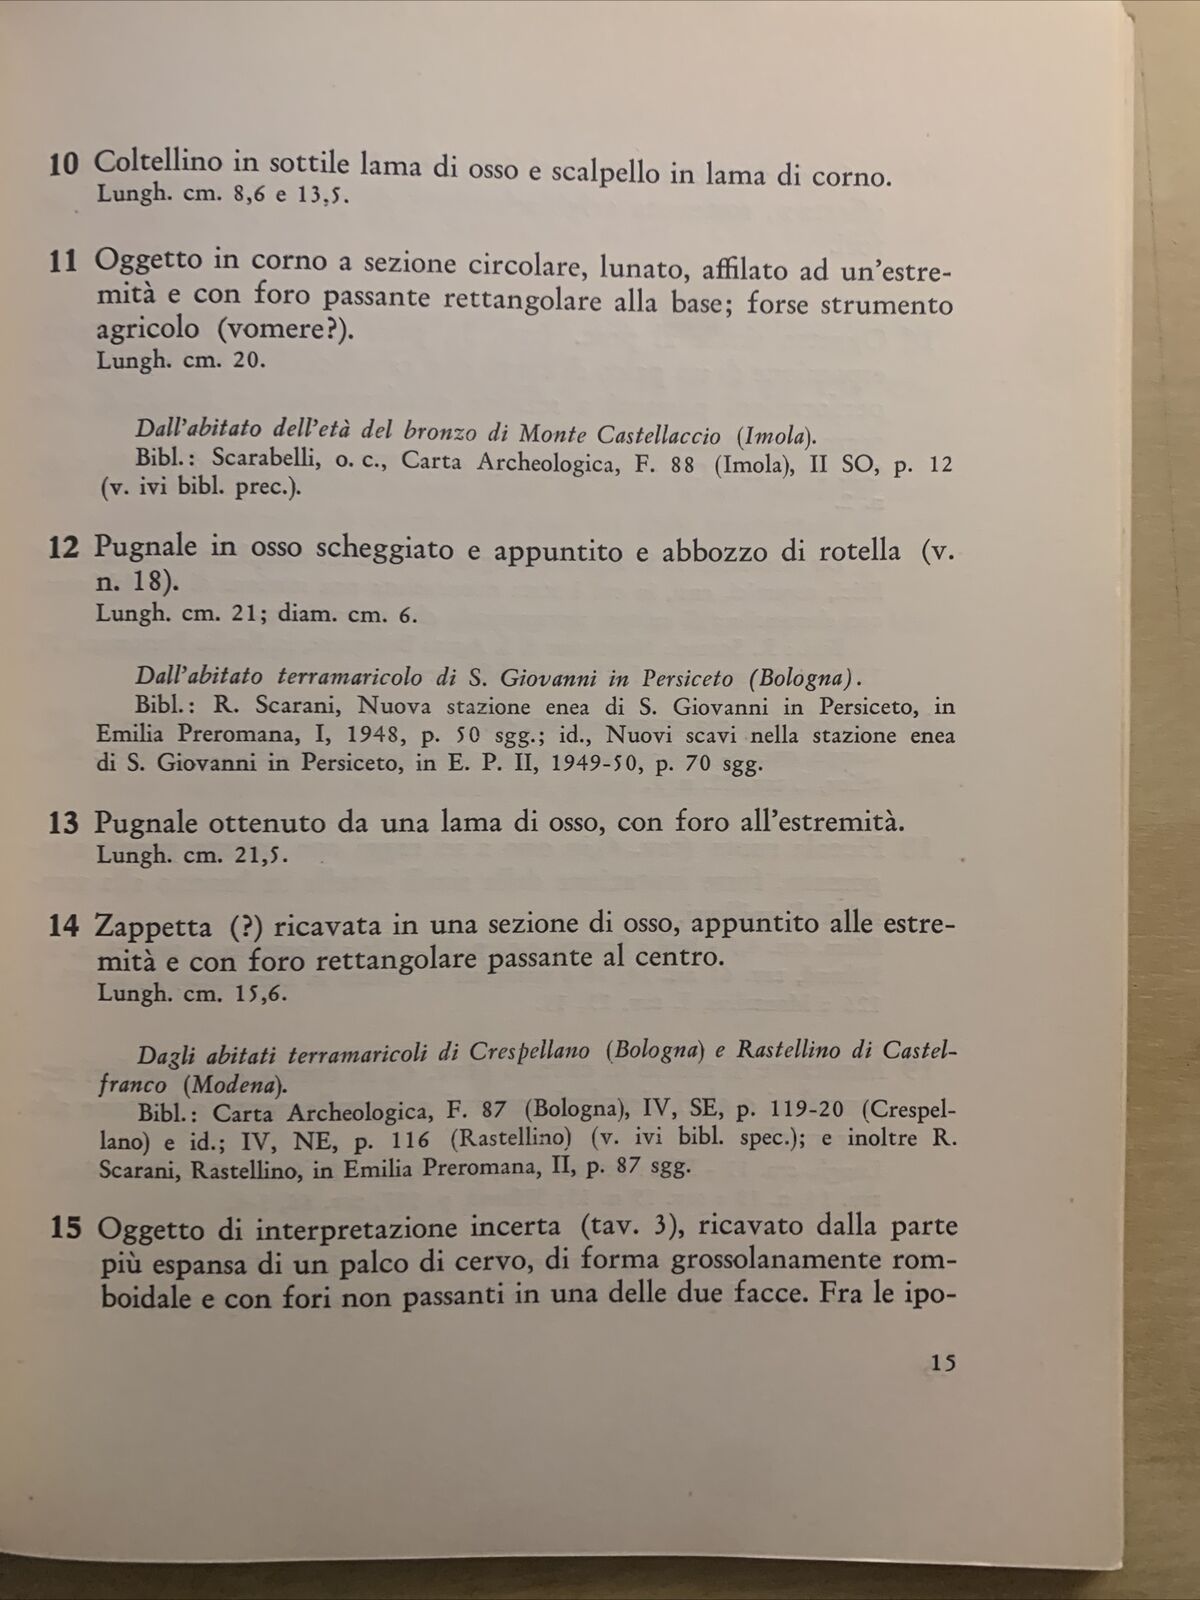 10 Coltellino in sottile lama di osso e scalpello in lama di corno.
Lungh. cm. 8,6 e 13,5.
11 Oggetto in corno a sezione circolare, lunato, affilato ad un'estre-
mità e con foro passante rettangolare alla base; forse strumento
agricolo (vomere?).
Lungh. cm. 20.
Dall'abitato dell'età del bronzo di Monte Castellaccio (Imola).
Bibl.: Scarabelli, o. c., Carta Archeologica, F. 88 (Imola), II SO, p. 12
(v. ivi bibl. prec.).
12 Pugnale in osso scheggiato e appuntito e abbozzo di rotella (v.
n. 18).
Lungh. cm. 21; diam. cm. 6.
Dall'abitato terramaricolo di S. Giovanni in Persiceto (Bologna).
Bibl.: R. Scarani, Nuova stazione enea di S. Giovanni in Persiceto, in
Emilia Preromana, I, 1948, p. 50 sgg.; id., Nuovi scavi nella stazione enea
di S. Giovanni in Persiceto, in E. P. II, 1949-50, p. 70 sgg.
13 Pugnale ottenuto da una lama di osso, con foro all'estremità.
Lungh. cm. 21,5.
14 Zappetta (?) ricavata in una sezione di osso, appuntito alle estre-
mità e con foro rettangolare passante al centro.
Lungh. cm. 15,6.
Dagli abitati terramaricoli di Crespellano (Bologna) e Rastellino di Castel-
franco (Modena).
Bibl.: Carta Archeologica, F. 87 (Bologna), IV, SE, p. 119-20 (Crespel-
lano) e id.; IV, NE, p. 116 (Rastellino) (v. ivi bibl. spec.); e inoltre R.
Scarani, Rastellino, in Emilia Preromana, II, p. 87 sgg.
15 Oggetto di interpretazione incerta (tav. 3), ricavato dalla parte
più espansa di un palco di cervo, di forma grossolanamente rom-
boidale e con fori non passanti in una delle due facce. Fra le ipo-
15